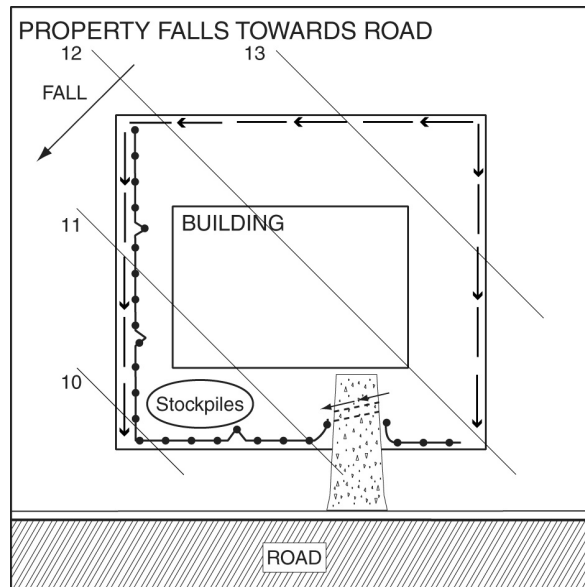 PROPERTY FALLS TOWARDS ROAD
12
13
FALL
11
BUILDING
10
Stockpiles
ROAD